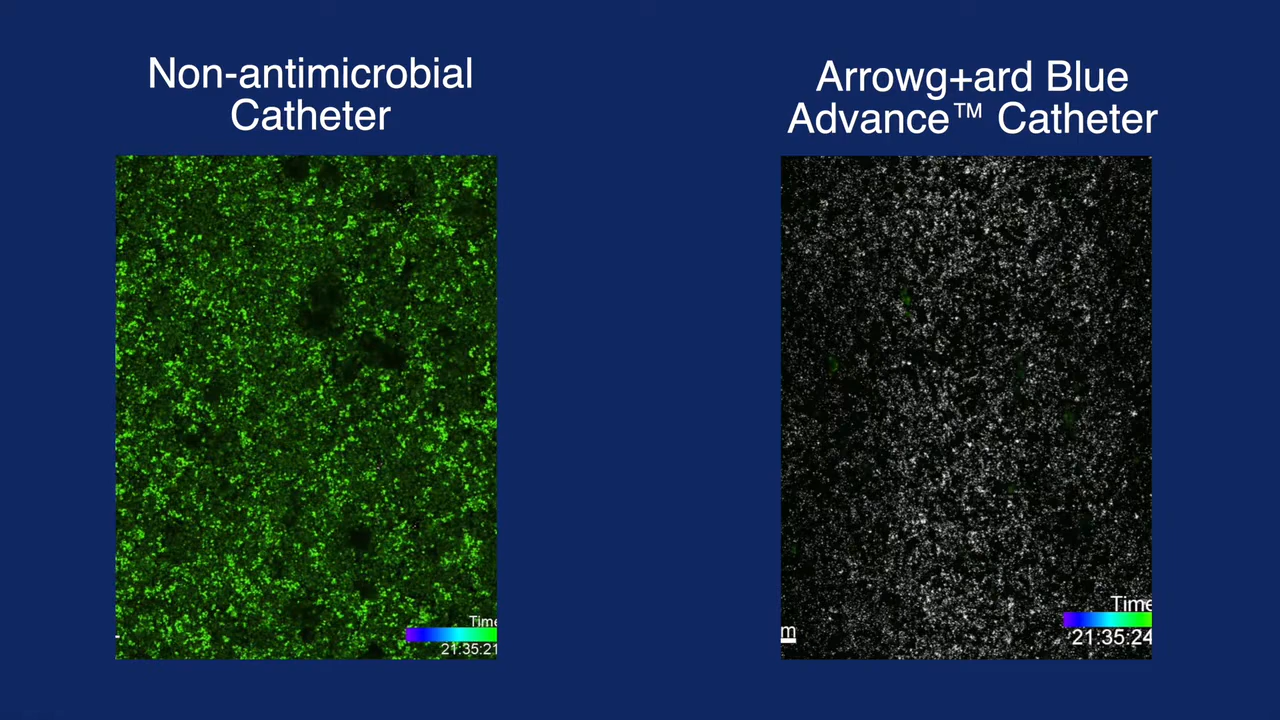 Non-antimicrobial
Catheter
Arrowg+ard Blue
Advance™ Catheter
Time
21:35:21
m
Time
21:35:24